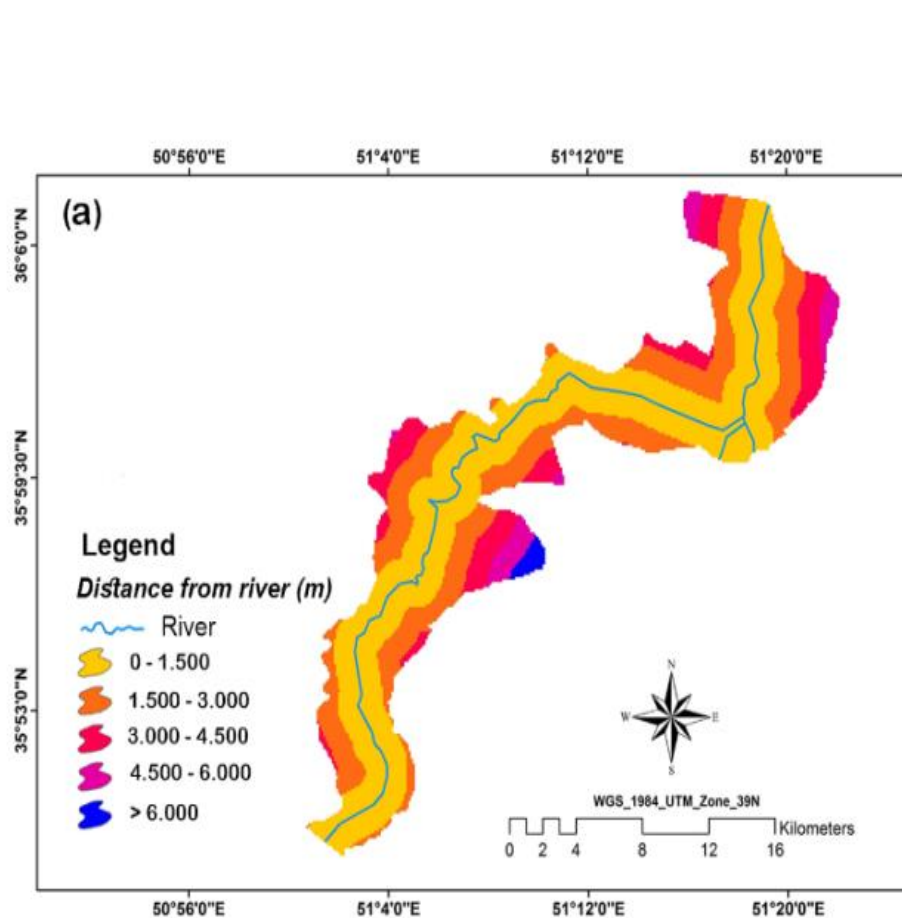 50°56'0"E 51°4'0"E 51°12'0"E 51°20'0"E
(a)
36°6'0"N
35°59'30"N
35°53'0"N
Legend
Distance from river (m)
River
0 - 1.500
1.500 - 3.000
3.000 - 4.500
4.500 - 6.000
> 6.000
N
W E
S
WGS_1984_UTM_Zone_39N
Kilometers
0 2 4 8 12 16
50°56'0"E 51°4'0"E 51°12'0"E 51°20'0"E